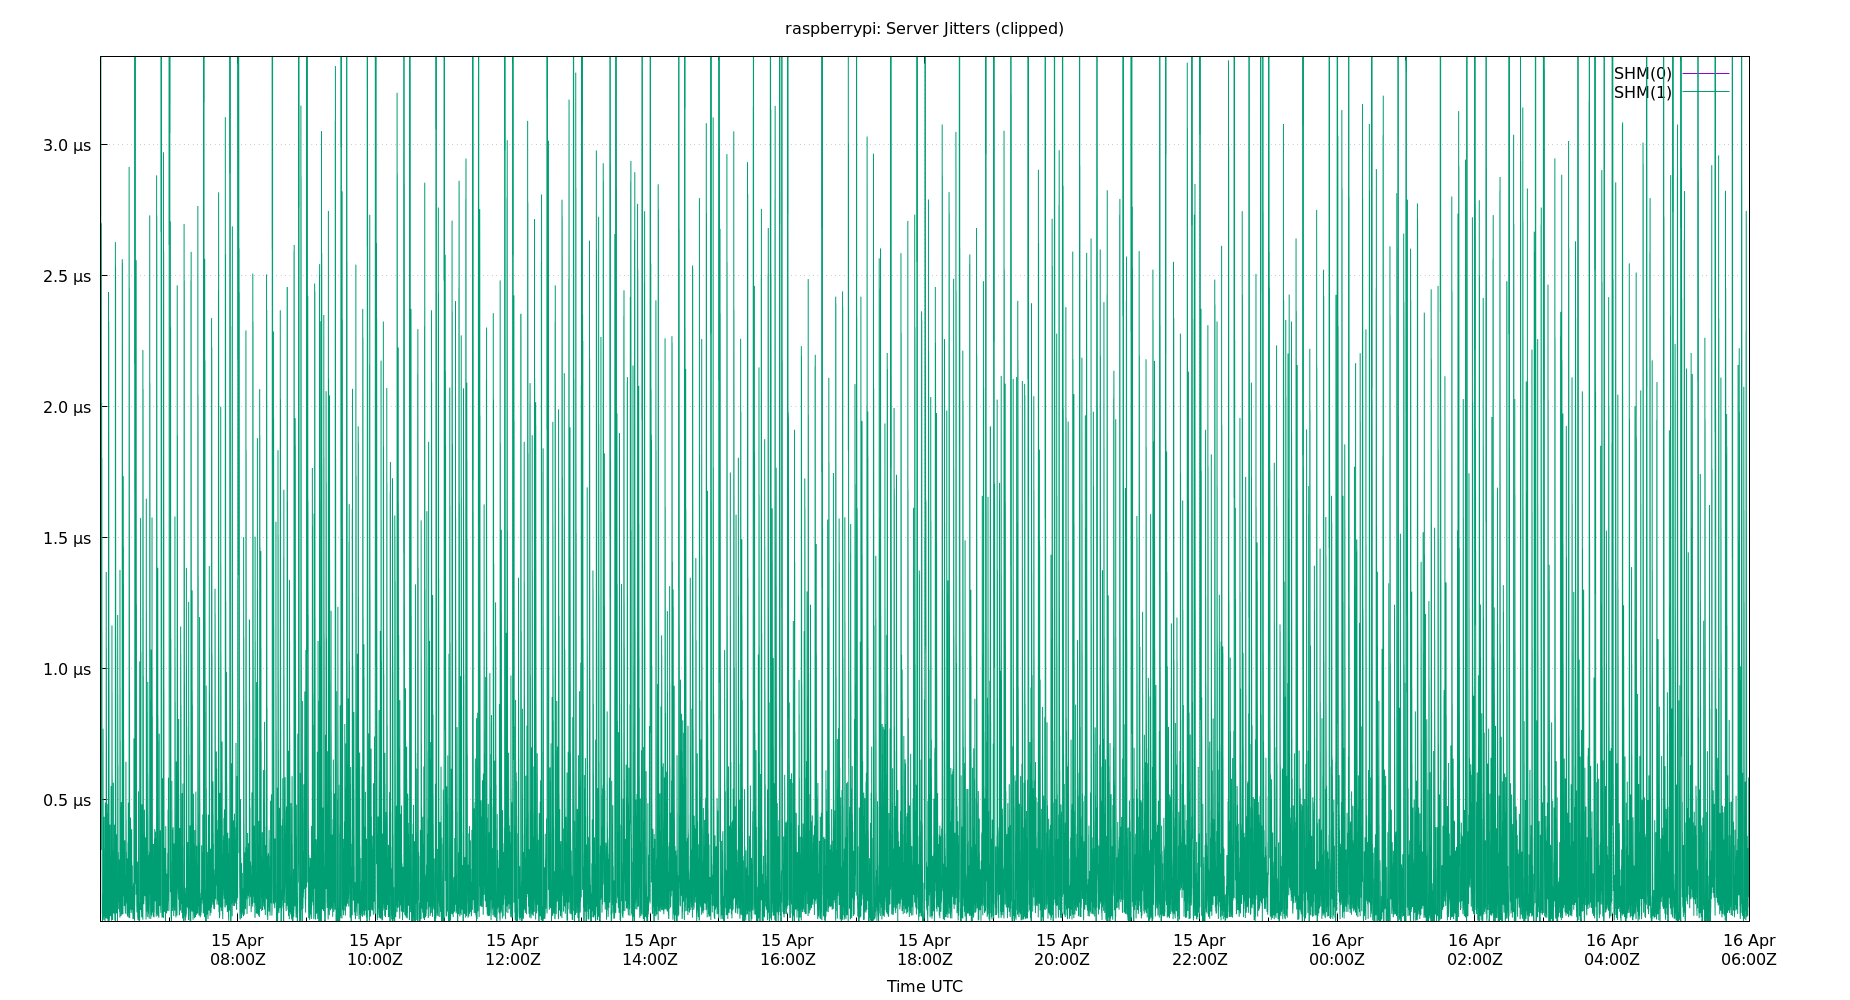 raspberrypi: Server Jitters (clipped)
SHM(0)
SHM(1)
3.0 µs
2.5 µs
2.0 µs
1.5 µs
1.0 µs
0.5 µs
15 Apr 15 Apr 15 Apr 15 Apr 15 Apr 15 Apr 15 Apr 15 Apr 16 Apr 16 Apr 16 Apr 16 Apr
08:00Z 10:00Z 12:00Z 14:00Z 16:00Z 18:00Z 20:00Z 22:00Z 00:00Z 02:00Z 04:00Z 06:00Z
Time UTC